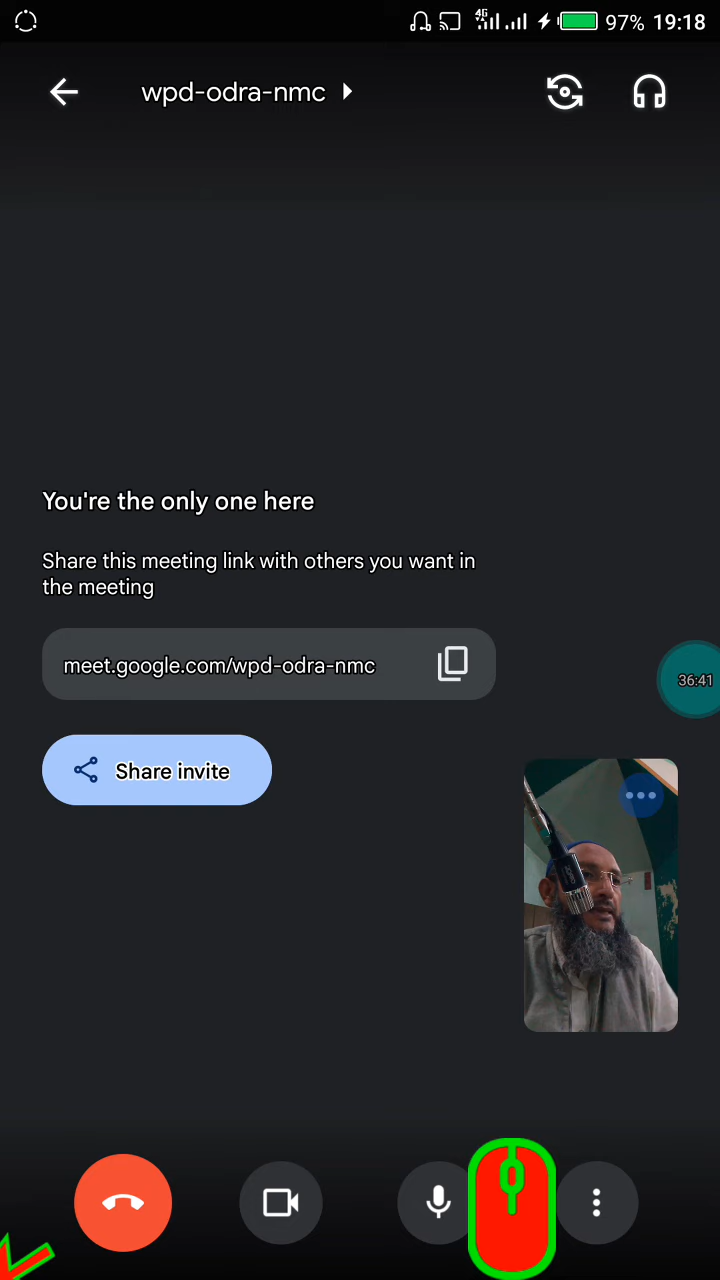 4G 97% 19:18
wpd-odra-nmc
You're the only one here
Share this meeting link with others you want in
the meeting
meet.google.com/wpd-odra-nmc
36:41
Share invite